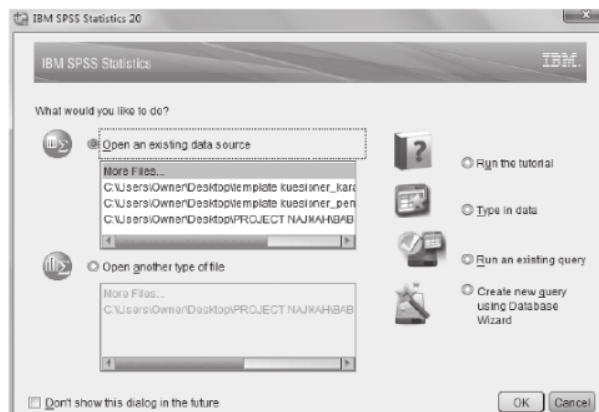 IBM SPSS Statistics 20
IBM SPSS Statistics
IBM.
What would you like to do?
Open an existing data source
More Files...
C:\Users\Owner\Desktop\template kuesioner_kara
C:\Users\Owner\Desktop\template kuesioner_pen
C:\Users\Owner\Desktop\PROJECT NAJMAH\BAB
Open another type of file
More Files...
C:\Users\Owner\Desktop\PROJECT NAJMAH\BAB
Run the tutorial
Type in data
Run an existing query
Create new query
using Database
Wizard
Don't show this dialog in the future
OK
Cancel